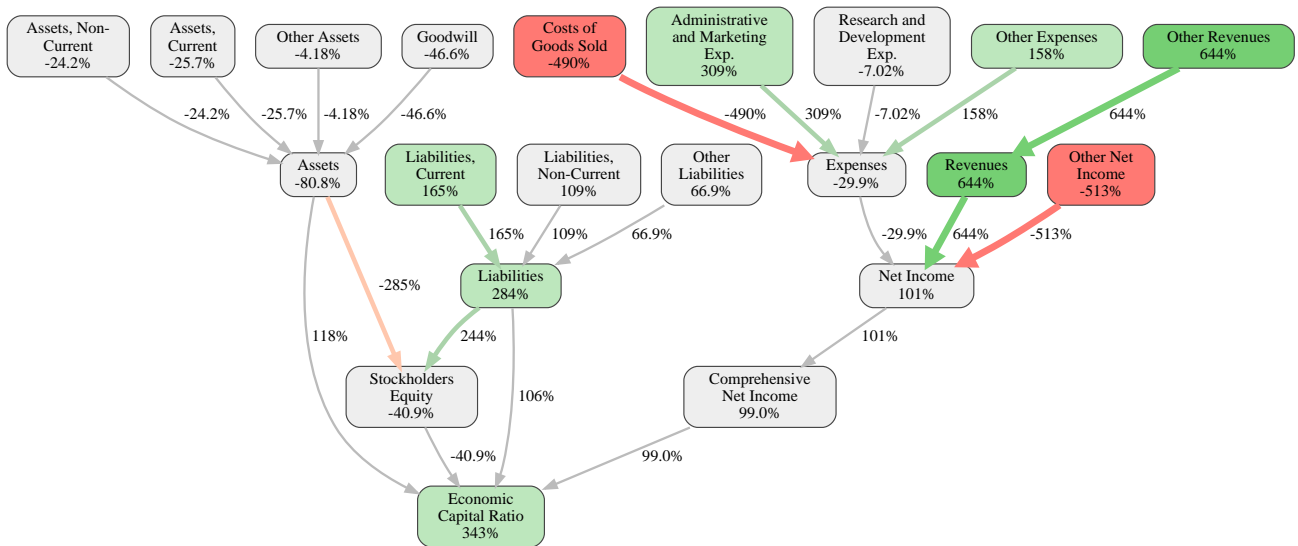 Assets, Non-
Current
-24.2%
Assets,
Current
-25.7%
Other Assets
-4.18%
Goodwill
-46.6%
Costs of
Goods Sold
-490%
Administrative
and Marketing
Exp.
309%
Research and
Development
Exp.
-7.02%
Other Expenses
158%
Other Revenues
644%
-24.2%
-25.7%
-4.18%
-46.6%
-490%
309%
-7.02%
158%
644%
Assets
-80.8%
Liabilities,
Current
165%
Liabilities,
Non-Current
109%
Other
Liabilities
66.9%
Expenses
-29.9%
Revenues
644%
Other Net
Income
-513%
165%
109%
66.9%
-29.9%
644%
-513%
Liabilities
284%
Net Income
101%
-285%
118%
244%
106%
101%
Stockholders
Equity
-40.9%
Comprehensive
Net Income
99.0%
-40.9%
99.0%
Economic
Capital Ratio
343%